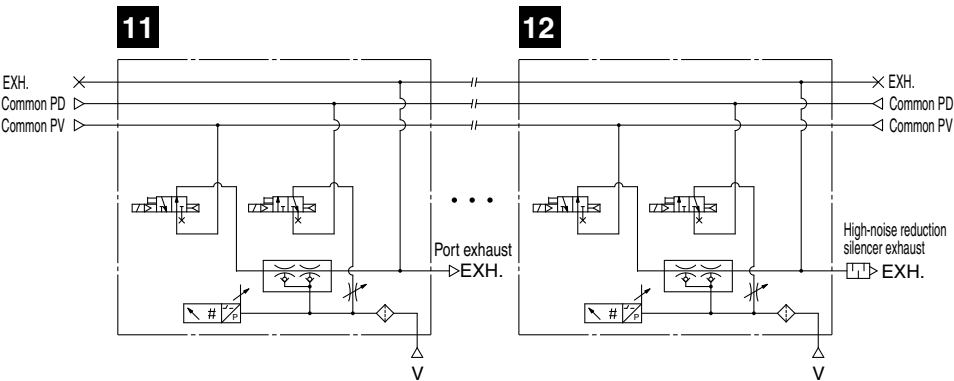 11
12
EXH.
EXH.
Common PD
Common PD
Common PV
Common PV
Port exhaust
EXH.
High-noise reduction
silencer exhaust
EXH.
# P
# P
V
V